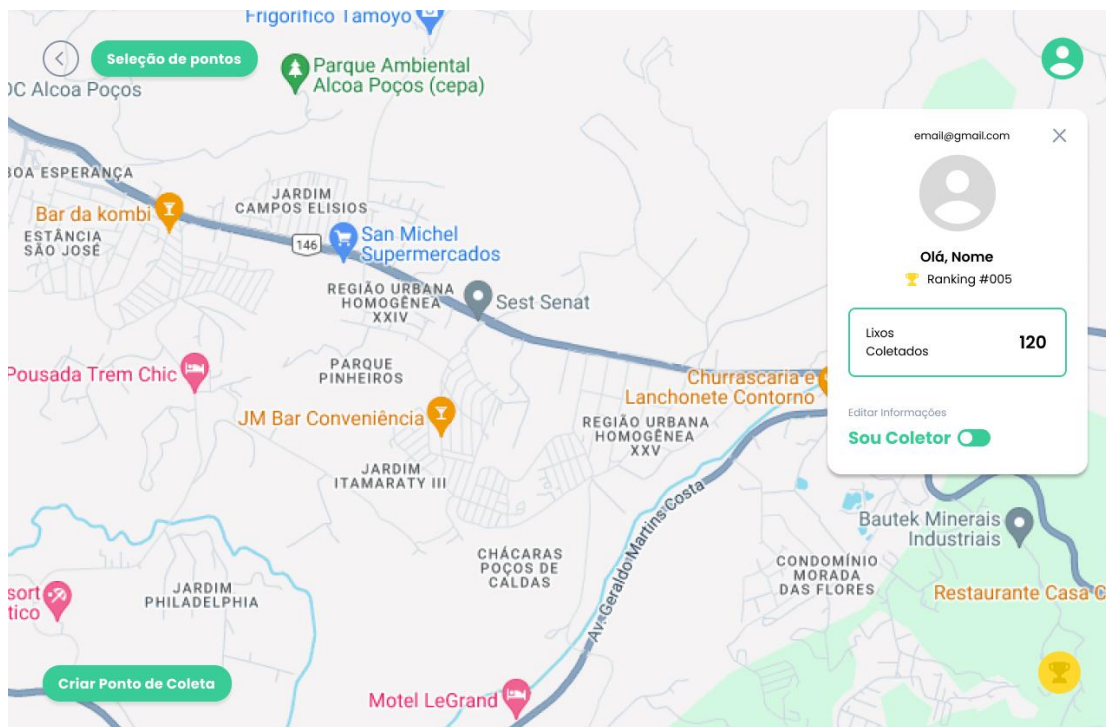 Frigorífico Tamoyo
Seleção de pontos
Parque Ambiental
Alcoa Poços (cepa)
OC Alcoa Poços
email@gmail.com
BOA ESPERANÇA
JARDIM
CAMPOS ELISIOS
Bar da kombi
ESTÂNCIA
SÃO JOSÉ
146
San Michel
Supermercados
Olá, Nome
Ranking #005
REGIÃO URBANA
HOMOGÊNEA
XXIV
Sest Senat
Lixos
Coletados
120
PARQUE
PINHEIROS
Pousada Trem Chic
Churrascaria e
Lanchonete Contorno
JM Bar Conveniência
REGIÃO URBANA
HOMOGÊNEA
XXV
Editar Informações
Sou Coletor
JARDIM
ITAMARATY III
Av. Geraldo Martins Costa
Bautek Minerais
Industriais
CHÁCARAS
POÇOS DE
CALDAS
CONDOMÍNIO
MORADA
DAS FLORES
JARDIM
PHILADELPHIA
sort
tico
Restaurante Casa C
Criar Ponto de Coleta
Motel LeGrand